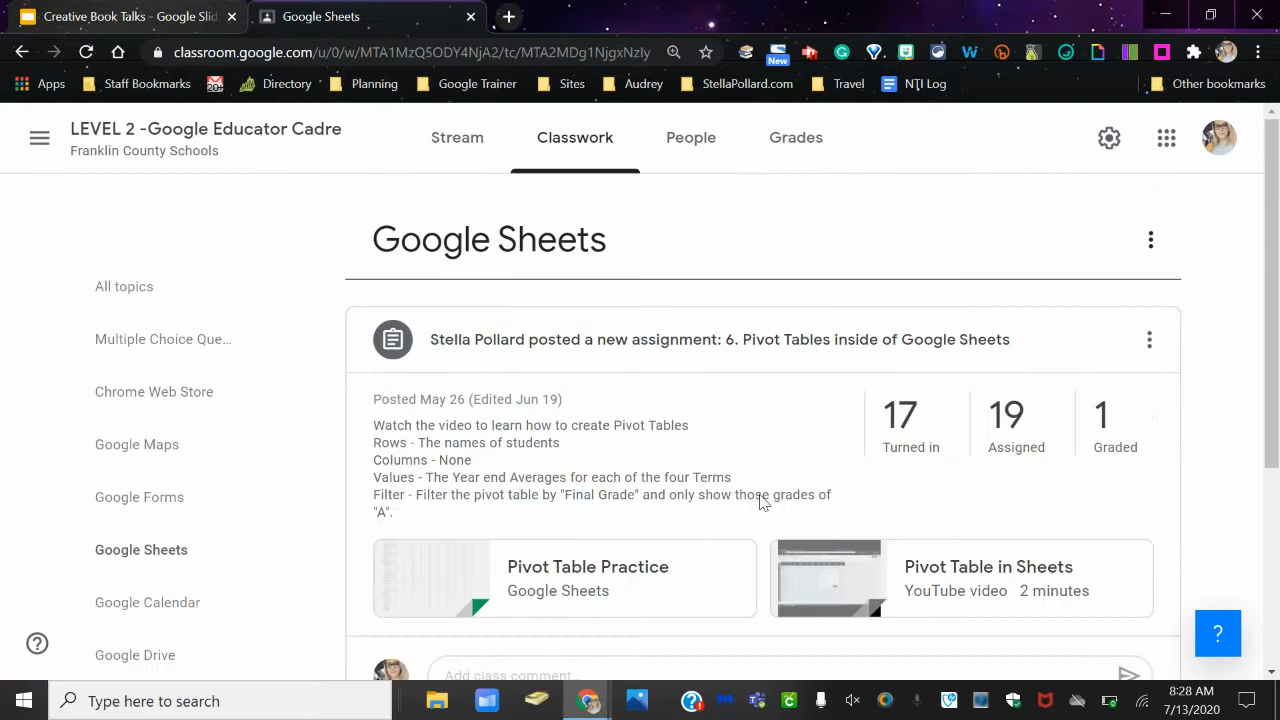 Creative Book Talks - Google Slid
Google Sheets
classroom.google.com/u/0/w/MTA1MzQ5ODY4NjA2/tc/MTA2MDg1NjgxNzIy
New
Apps
Staff Bookmark
20+
Directory
Planning
Google Trainer
Sites
Audrey
StellaPollard.com
Travel
NTI Log
Other bookmarks
LEVEL 2 -Google Educator Cadre
Franklin County Schools
Stream
Classwork
People
Grades
Google Sheets
All topics
Multiple Choice Que...
Chrome Web Store
Google Maps
Google Forms
Google Sheets
Google Calendar
Google Drive
Stella Pollard posted a new assignment: 6. Pivot Tables inside of Google Sheets
Posted May 26 (Edited Jun 19)
Watch the video to learn how to create Pivot Tables
Rows - The names of students
Columns - None
Values - The Year end Averages for each of the four Terms
Filter - Filter the pivot table by "Final Grade" and only show those grades of
"A".
17
Turned in
19
Assigned
1
Graded
Pivot Table Practice
Google Sheets
Pivot Table in Sheets
YouTube video 2 minutes
Add class comment...
?
Type here to search
8:28 AM
7/13/2020